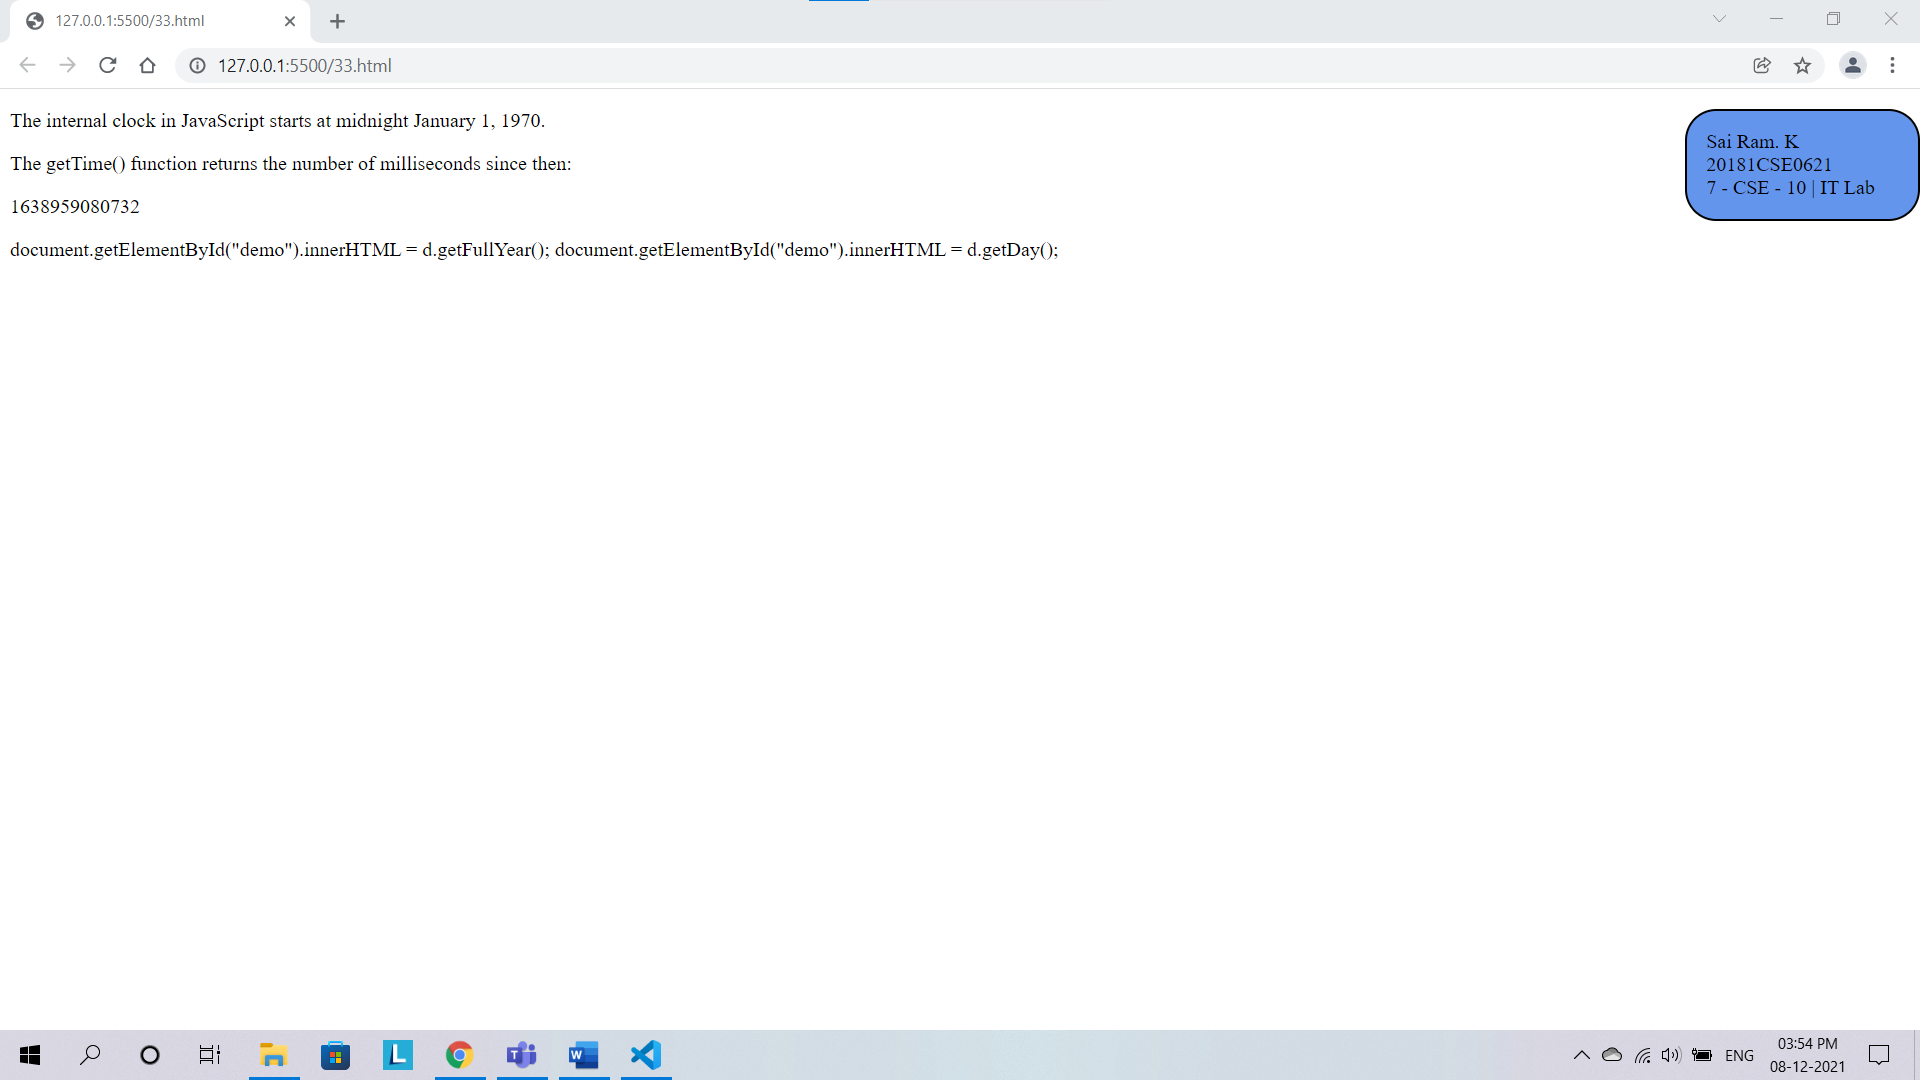 127.0.0.1:5500/33.html
127.0.0.1:5500/33.html
The internal clock in JavaScript starts at midnight January 1, 1970.
The getTime() function returns the number of milliseconds since then:
1638959080732
document.getElementById("demo").innerHTML = d.getFullYear(); document.getElementById("demo").innerHTML = d.getDay();
Sai Ram. K
20181CSE0621
7 - CSE - 10 | IT Lab
ENG
03:54 PM
08-12-2021